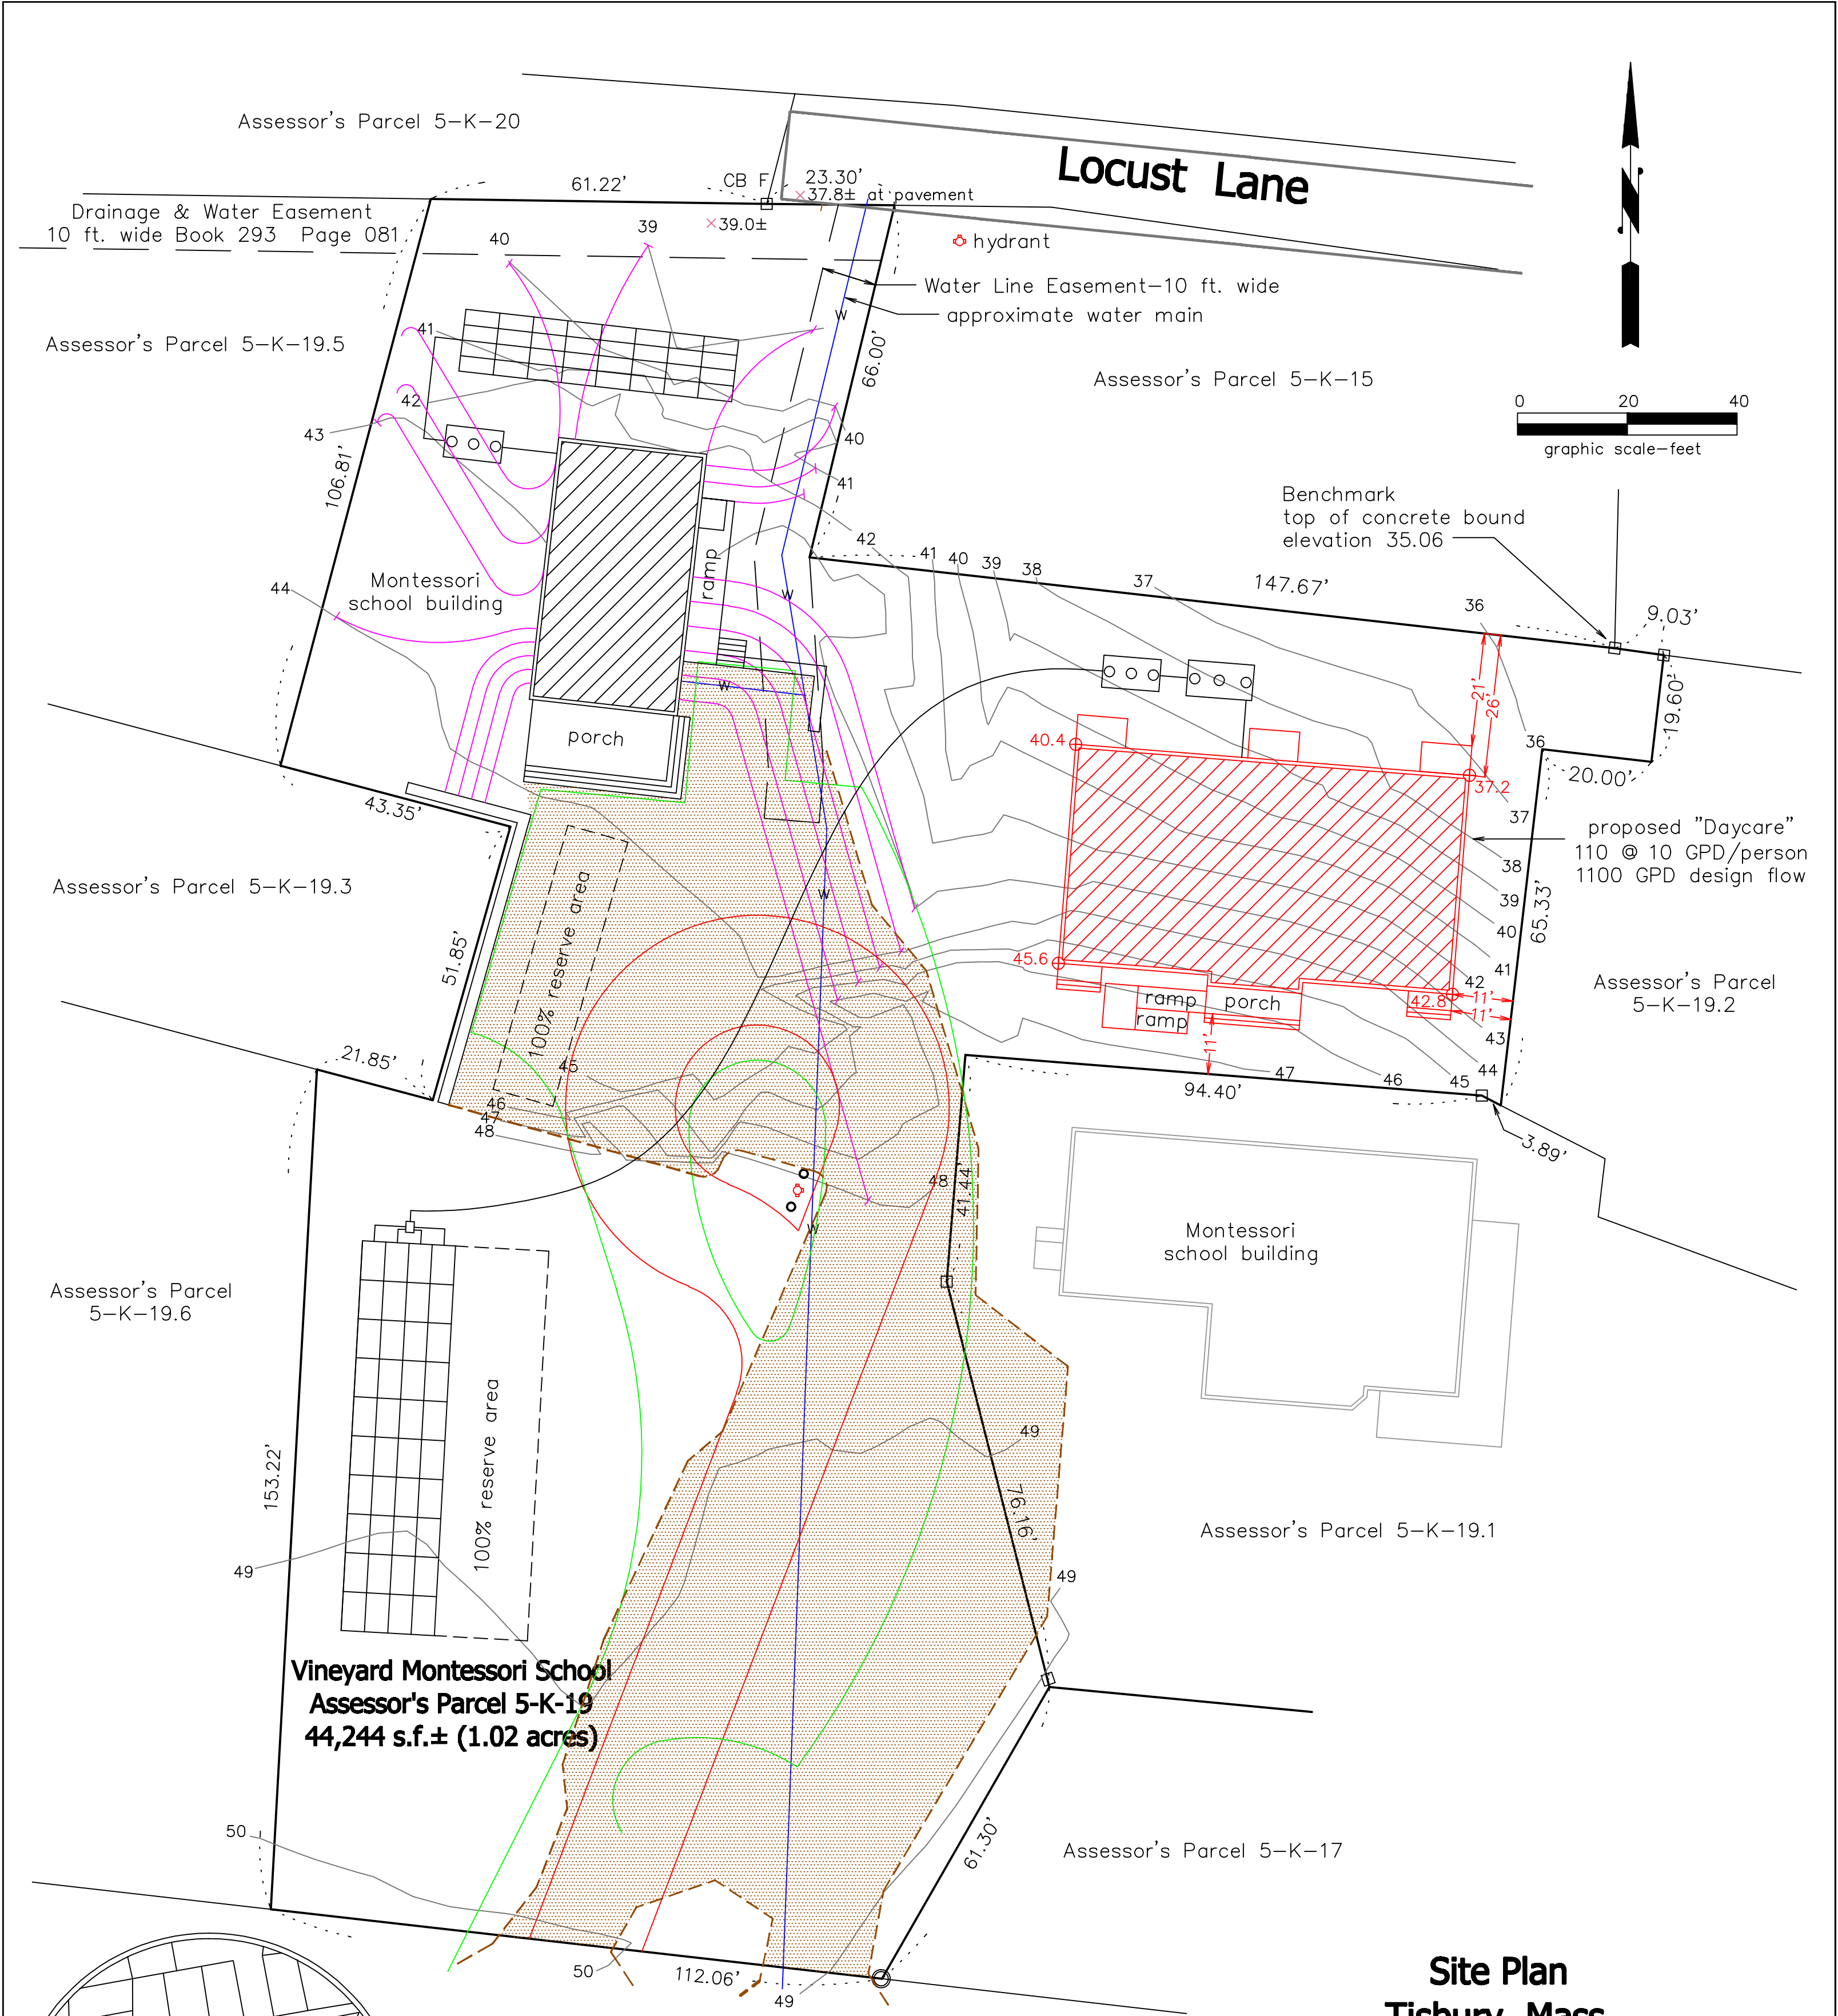 Assessor's Parcel 5-K-20
Locust Lane
61.22'
CB F
23.30'
37.8± at pavement
39.0±
Drainage & Water Easement
10 ft. wide Book 293 Page 081
40
39
hydrant
Water Line Easement-10 ft. wide
approximate water main
W
Assessor's Parcel 5-K-19.5
41
66.00'
Assessor's Parcel 5-K-15
0 20 40
graphic scale-feet
42
43
40
41
106.81'
Benchmark
top of concrete bound
elevation 35.06
42
41
40
39
38
37
147.67'
36
9.03'
Montessori
school building
ramp
44
W
21'
26'
19.60'
W
porch
40.4
36
20.00'
37.2
37
43.35'
proposed "Daycare"
110 @ 10 GPD/person
1100 GPD design flow
38
39
40
41
42
43
44
45
46
47
65.33'
Assessor's Parcel 5-K-19.3
51.85'
100% reserve area
W
45.6
ramp
ramp
porch
42.8
11'
11'
11'
Assessor's Parcel
5-K-19.2
21.85'
45
46
47
48
94.40'
3.89'
48
41.44'
W
Montessori
school building
Assessor's Parcel
5-K-19.6
100% reserve area
49
153.22'
76.16'
Assessor's Parcel 5-K-19.1
49
49
Vineyard Montessori School
Assessor's Parcel 5-K-19
44,244 s.f.± (1.02 acres)
50
61.30'
Assessor's Parcel 5-K-17
50
112.06'
49
Site Plan
Tisbury, Mass